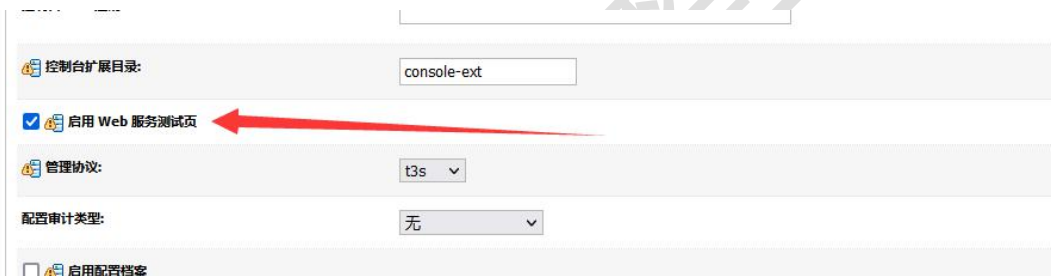 控制台扩展目录:
console-ext
启用 Web 服务测试页
管理协议:
t3s
配置审计类型:
无
启用配置档案